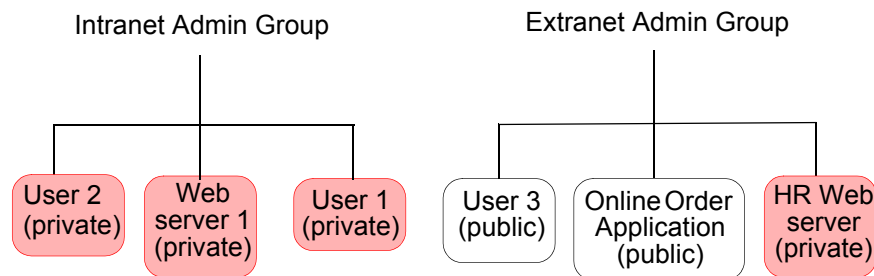 Intranet Admin Group
Extranet Admin Group
User 2
(private)
Web
server 1
(private)
User 1
(private)
User 3
(public)
Online Order
Application
(public)
HR Web
server
(private)